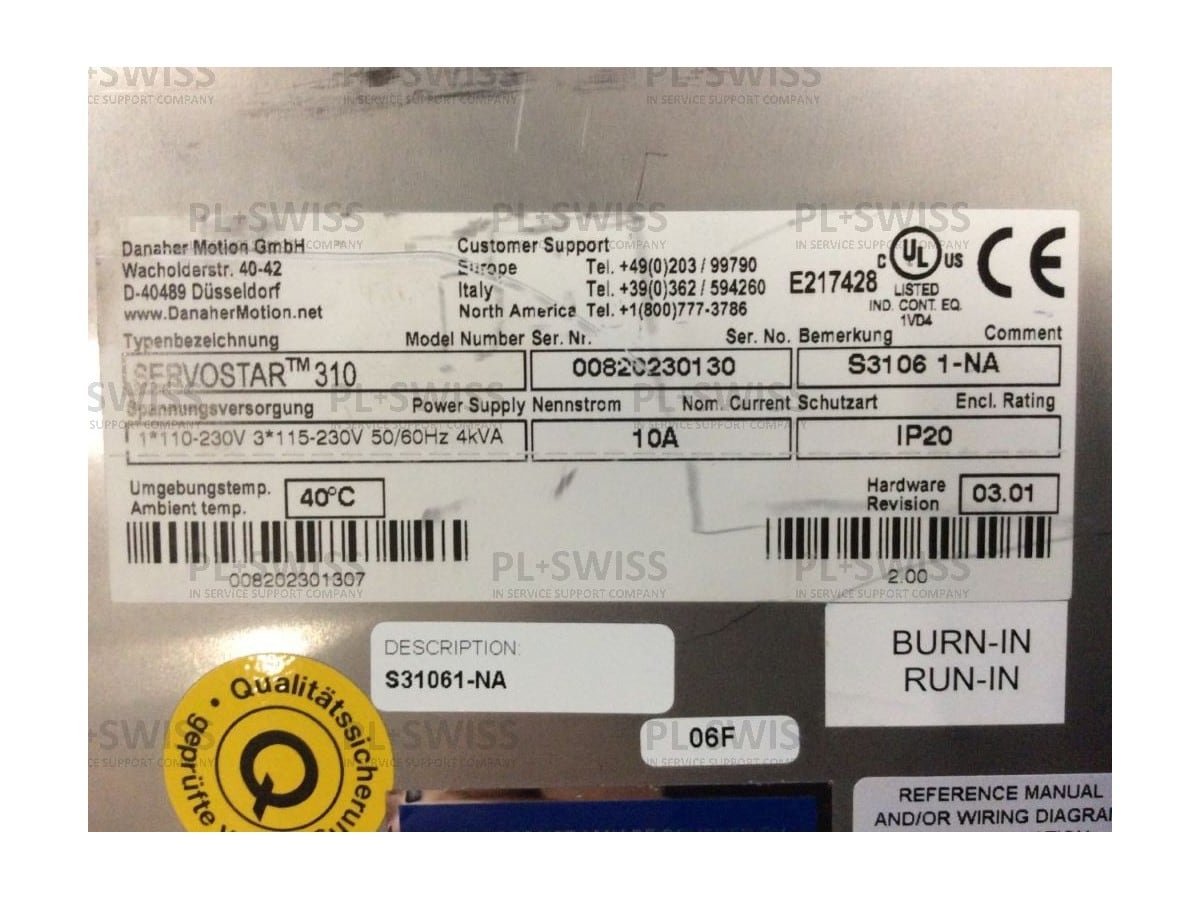 Danaher Motion GmbH
Wacholderstr. 40-42
D-40489 Düsseldorf
www.DanaherMotion.net
Customer Support
Europe Tel. +49(0)203 / 99790
Italy Tel. +39(0)362 / 594260
North America Tel. +1(800)777-3786
E217428
C UL US
LISTED
IND. CONT. EQ.
1VD4
CE
Typenbezeichnung Model Number Ser. Nr. Ser. No. Bemerkung Comment
SERVOSTAR™ 310 00820230130 S3106 1-NA
Spannungsversorgung Power Supply Nennstrom Nom. Current Schutzart Encl. Rating
1*110-230V 3*115-230V 50/60Hz 4kVA 10A IP20
Umgebungstemp.
Ambient temp.
40°C
Hardware
Revision
03.01
008202301307
2.00
BURN-IN
RUN-IN
DESCRIPTION:
S31061-NA
06F
• Qualitätssicherung
geprüfte
Q
REFERENCE MANUAL
AND/OR WIRING DIAGRAM
PL+SWISS
IN SERVICE SUPPORT COMPANY